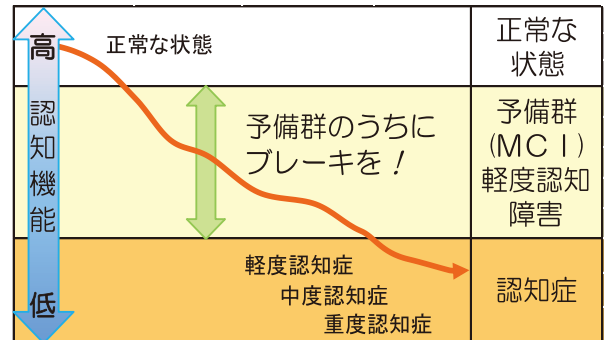 高
認知機能
低
正常な状態
予備群のうちに
ブレーキを！
軽度認知症
中度認知症
重度認知症
正常な
状態
予備群
(MCＩ)
軽度認知
障害
認知症